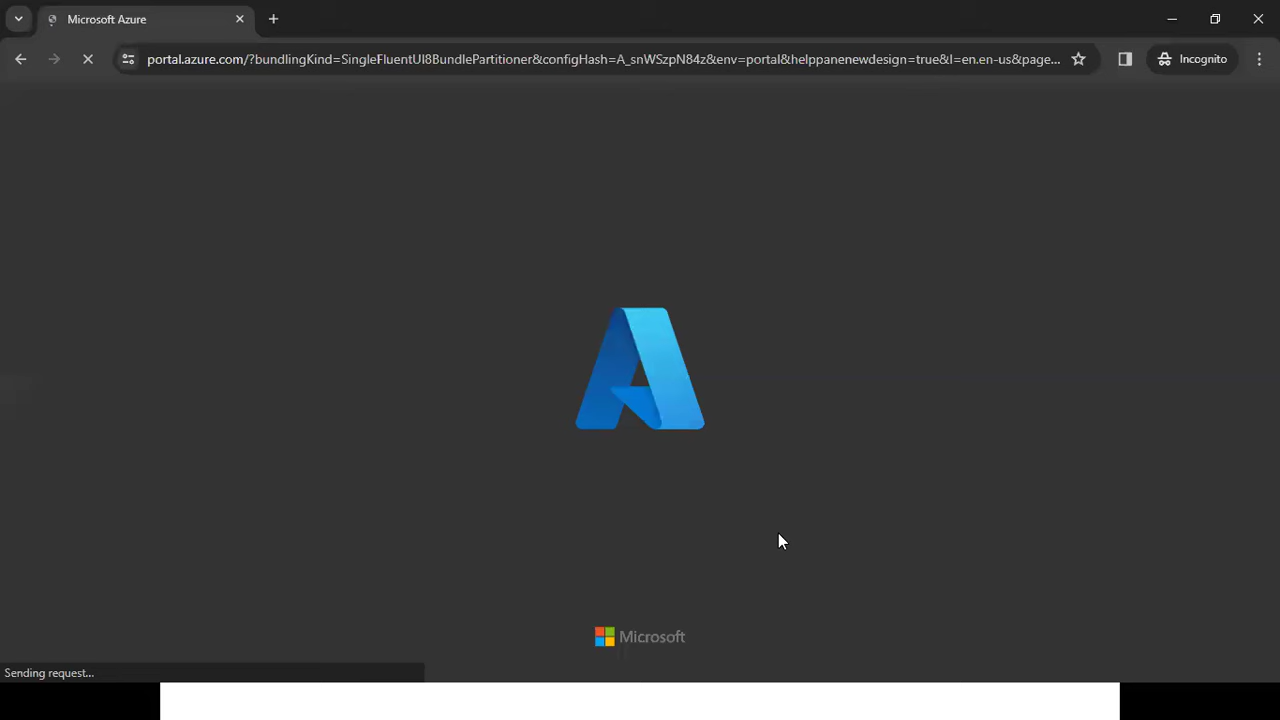 Microsoft Azure
portal.azure.com/?bundlingKind=SingleFluentUI8BundlePartitioner&configHash=A_snWSzpN84z&env=portal&helppanenewdesign=true&l=en.en-us&page...
Incognito
Microsoft
Sending request...